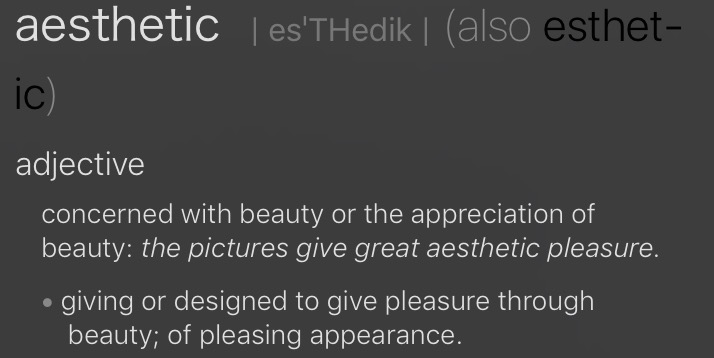 aesthetic | es'THedik | (also esthet-
ic)
adjective
concerned with beauty or the appreciation of
beauty: the pictures give great aesthetic pleasure.
• giving or designed to give pleasure through
beauty; of pleasing appearance.